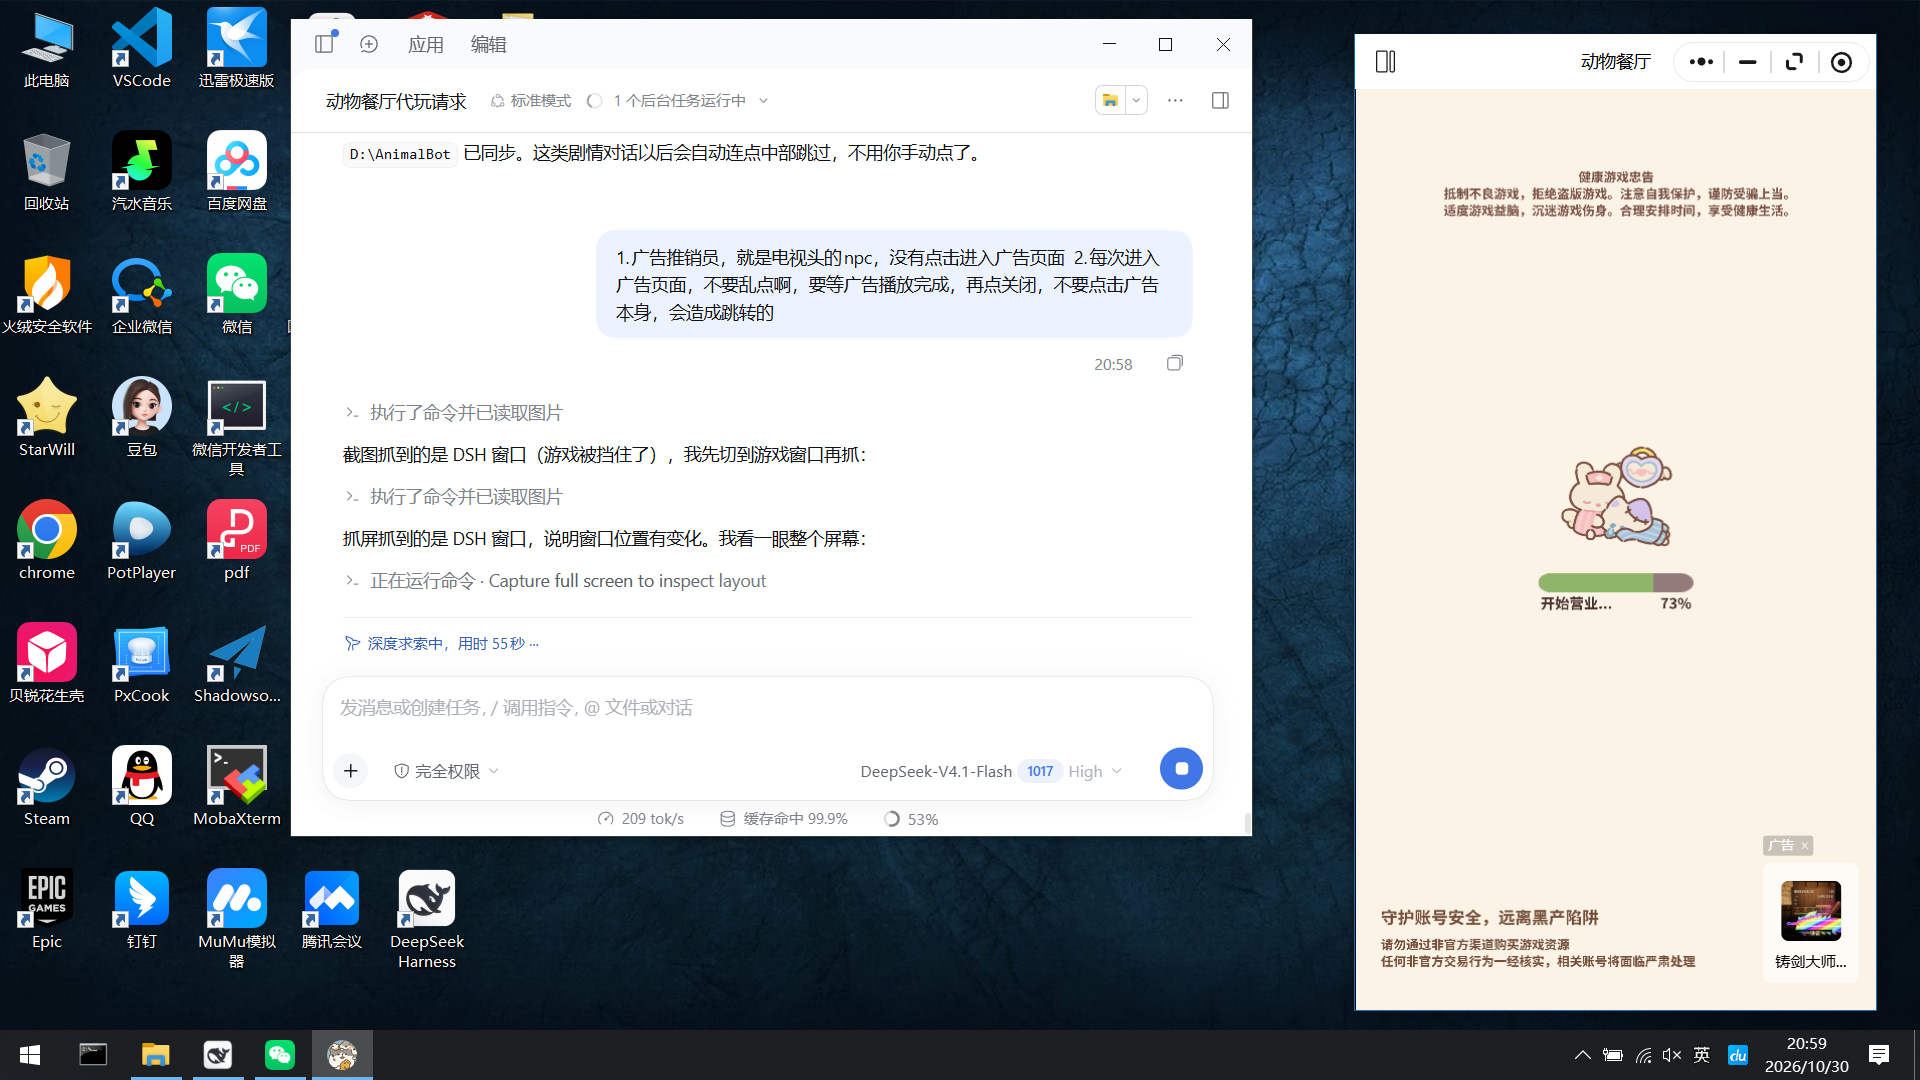 此电脑
VSCode
迅雷极速版
回收站
汽水音乐
百度网盘
火绒安全软件
企业微信
微信
StarWill
豆包
微信开发者工
具
chrome
PotPlayer
pdf
PDF
贝锐花生壳
PxCook
Shadowso...
Steam
QQ
MobaXterm
EPIC
GAMES
Epic
钉钉
MuMu模拟
器
腾讯会议
DeepSeek
Harness
应用 编辑
动物餐厅代玩请求 标准模式 1 个后台任务运行中
D:\AnimalBot 已同步。这类剧情对话以后会自动连点中部跳过，不用你手动点了。
1.广告推销员，就是电视头的npc，没有点击进入广告页面 2.每次进入
广告页面，不要乱点啊，要等广告播放完成，再点关闭，不要点击广告
本身，会造成跳转的
20:58
执行了命令并已读取图片
截图抓到的是 DSH 窗口（游戏被挡住了），我先切到游戏窗口再抓：
执行了命令并已读取图片
抓屏抓到的是 DSH 窗口，说明窗口位置有变化。我看一眼整个屏幕：
正在运行命令 · Capture full screen to inspect layout
深度求索中，用时 55秒 ...
发消息或创建任务, / 调用指令, @ 文件或对话
完全权限
DeepSeek-V4.1-Flash 1017 High
209 tok/s 缓存命中 99.9% 53%
动物餐厅
健康游戏忠告
抵制不良游戏，拒绝盗版游戏。注意自我保护，谨防受骗上当。
适度游戏益脑，沉迷游戏伤身。合理安排时间，享受健康生活。
开始营业... 73%
广告 ×
铸剑大师...
守护账号安全，远离黑产陷阱
请勿通过非官方渠道购买游戏资源
任何非官方交易行为一经核实，相关账号将面临严肃处理
英
du
20:59
2026/10/30